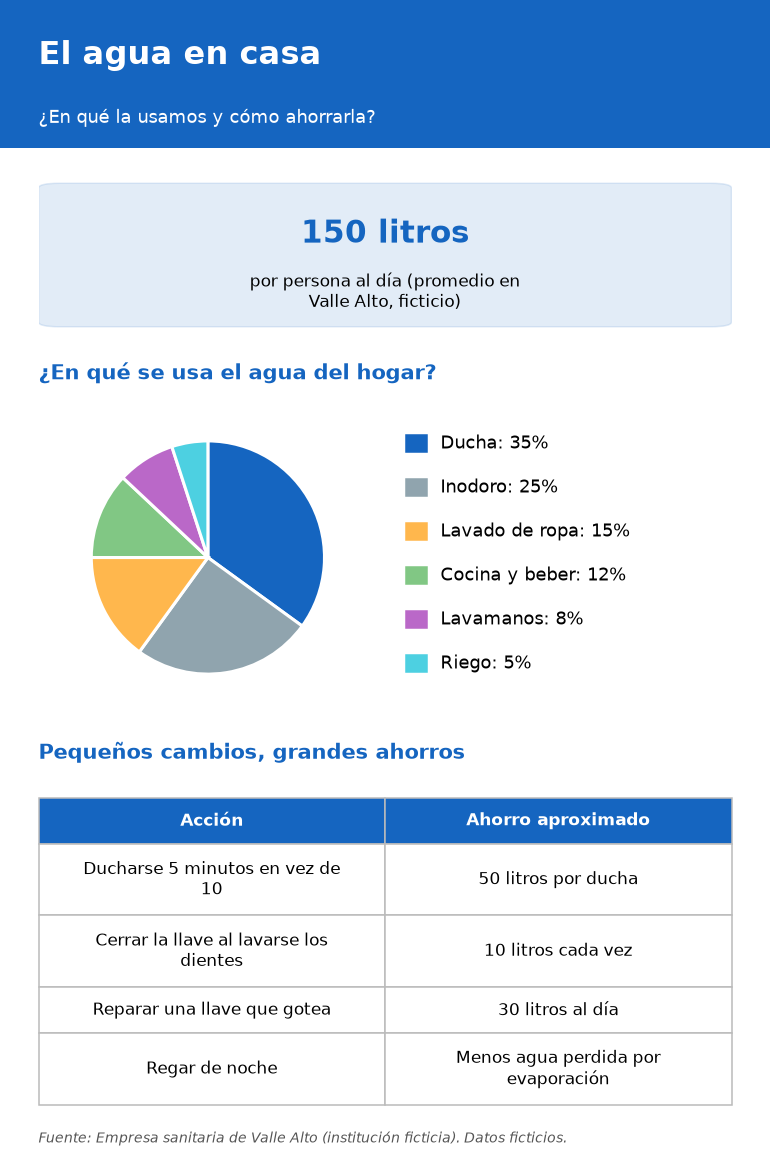 El agua en casa
¿En qué la usamos y cómo ahorrarla?
150 litros
por persona al día (promedio en
Valle Alto, ficticio)
¿En qué se usa el agua del hogar?
Ducha: 35%
Inodoro: 25%
Lavado de ropa: 15%
Cocina y beber: 12%
Lavamanos: 8%
Riego: 5%
Pequeños cambios, grandes ahorros
Acción
Ahorro aproximado
Ducharse 5 minutos en vez de
10
50 litros por ducha
Cerrar la llave al lavarse los
dientes
10 litros cada vez
Reparar una llave que gotea
30 litros al día
Regar de noche
Menos agua perdida por
evaporación
Fuente: Empresa sanitaria de Valle Alto (institución ficticia). Datos ficticios.